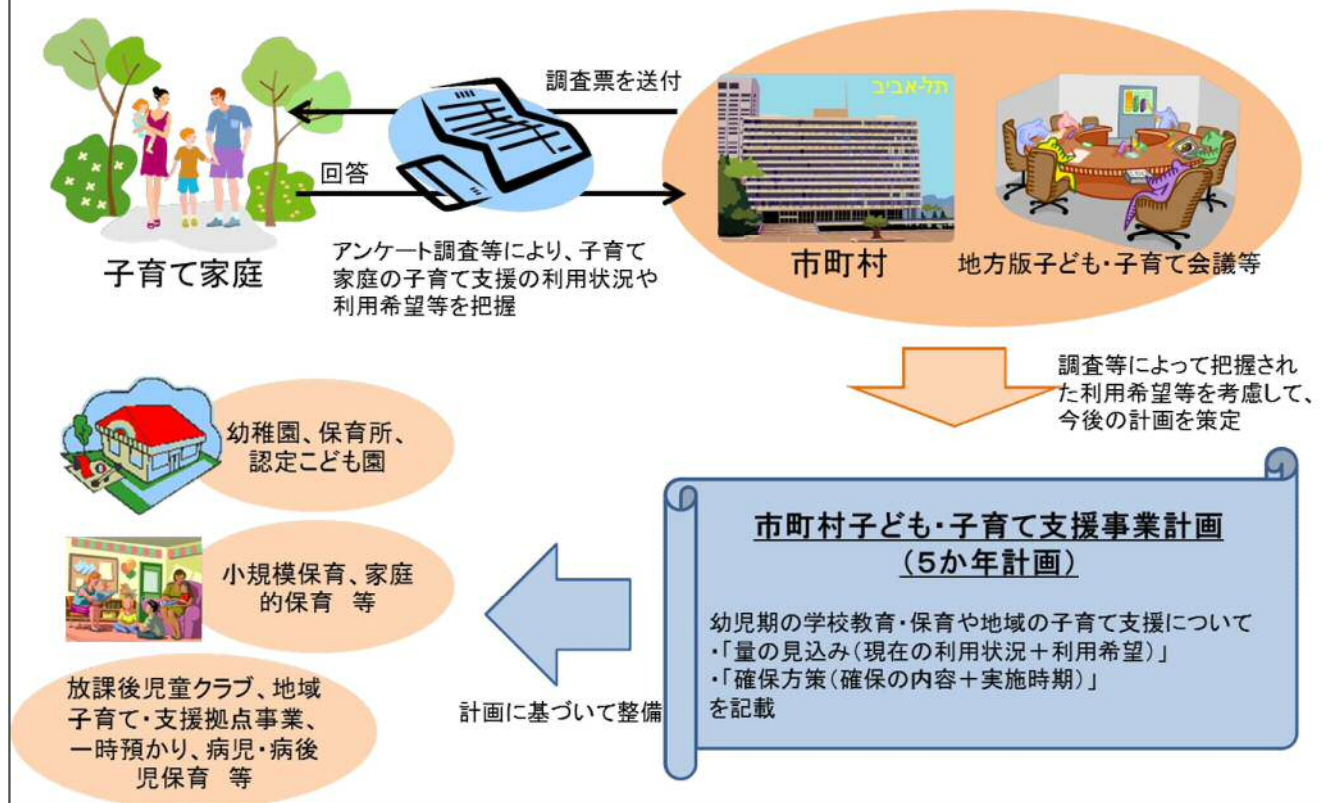 調査票を送付
回答
תל-אביב
子育て家庭
アンケート調査等により、子育て
家庭の子育て支援の利用状況や
利用希望等を把握
市町村
地方版子ども・子育て会議等
調査等によって把握され
た利用希望等を考慮して、
今後の計画を策定
市町村子ども・子育て支援事業計画
(5か年計画)
幼児期の学校教育・保育や地域の子育て支援について
・「量の見込み(現在の利用状況+利用希望)」
・「確保方策(確保の内容+実施時期)」
を記載
計画に基づいて整備
幼稚園、保育所、
認定こども園
小規模保育、家庭
的保育 等
放課後児童クラブ、地域
子育て・支援拠点事業、
一時預かり、病児・病後
児保育 等